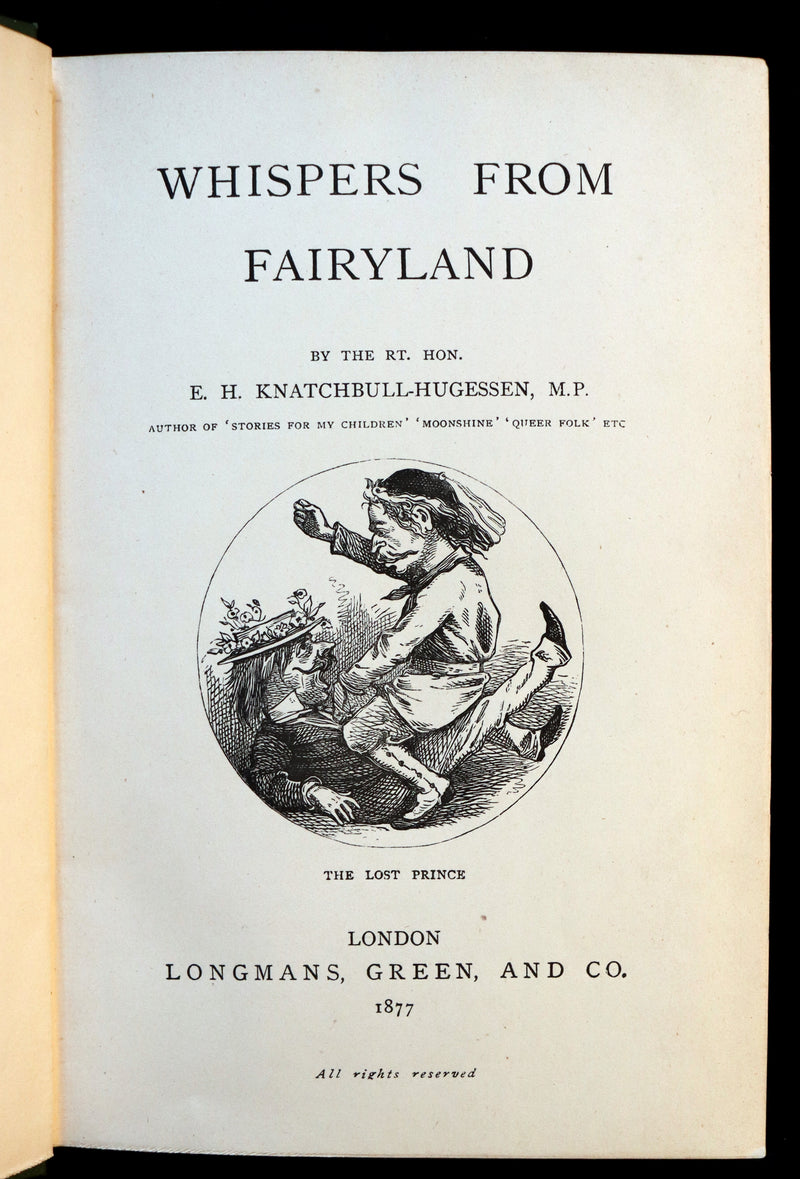 WHISPERS FROM
FAIRYLAND
BY THE RT. HON.
E. H. KNATCHBULL-HUGESSEN, M.P.
AUTHOR OF ‘STORIES FOR MY CHILDREN’ ‘MOONSHINE’ ‘QUEER FOLK’ ETC
THE LOST PRINCE
LONDON
LONGMANS, GREEN, AND CO.
1877
All rights reserved